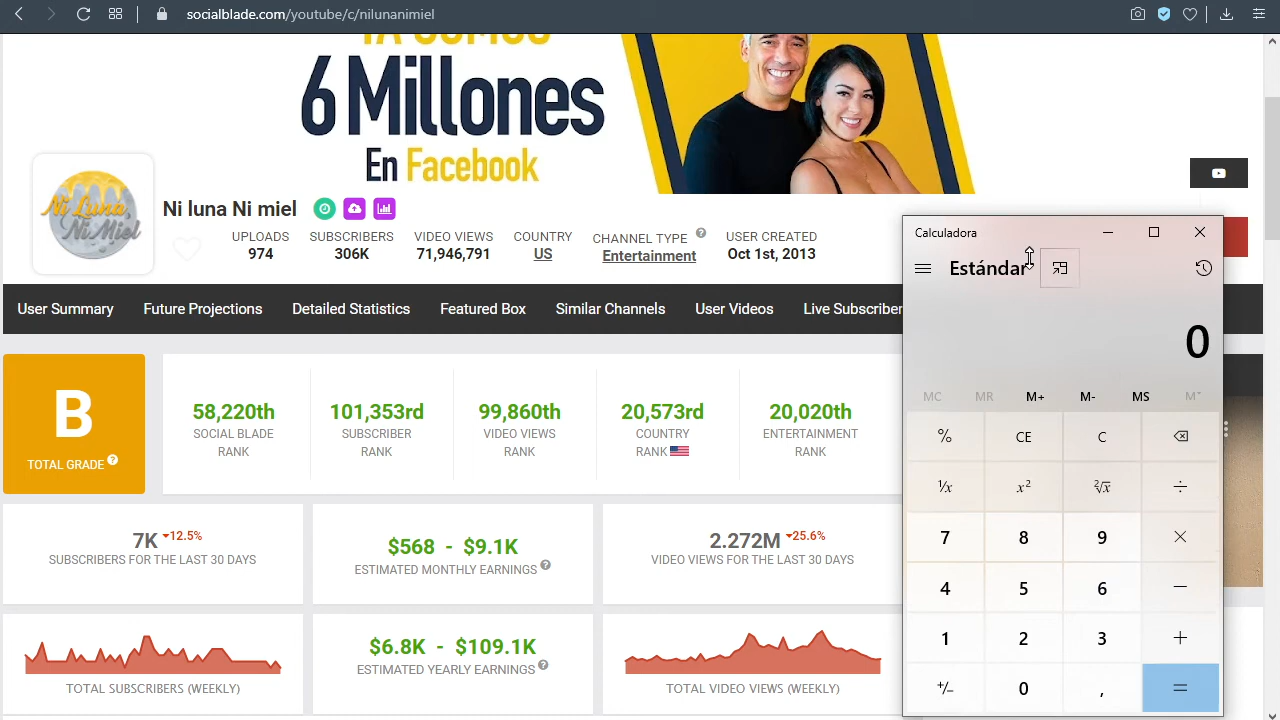 socialblade.com/youtube/c/nilunanimiel
YA SOMOS
6 Millones
En Facebook
Ni Luna,
Ni Miel
Ni luna Ni miel
UPLOADS
974
SUBSCRIBERS
306K
VIDEO VIEWS
71,946,791
COUNTRY
US
CHANNEL TYPE ?
Entertainment
USER CREATED
Oct 1st, 2013
User Summary
Future Projections
Detailed Statistics
Featured Box
Similar Channels
User Videos
Live Subscriber
B
TOTAL GRADE ?
58,220th
SOCIAL BLADE
RANK
101,353rd
SUBSCRIBER
RANK
99,860th
VIDEO VIEWS
RANK
20,573rd
COUNTRY
RANK
20,020th
ENTERTAINMENT
RANK
7K -12.5%
SUBSCRIBERS FOR THE LAST 30 DAYS
$568 - $9.1K
ESTIMATED MONTHLY EARNINGS ?
2.272M -25.6%
VIDEO VIEWS FOR THE LAST 30 DAYS
TOTAL SUBSCRIBERS (WEEKLY)
$6.8K - $109.1K
ESTIMATED YEARLY EARNINGS ?
TOTAL VIDEO VIEWS (WEEKLY)
Calculadora
Estándar
0
MC MR M+ M- MS M˅
% CE C
¹/x x² ²√x ÷
7 8 9 ×
4 5 6 −
1 2 3 +
+/− 0 , =